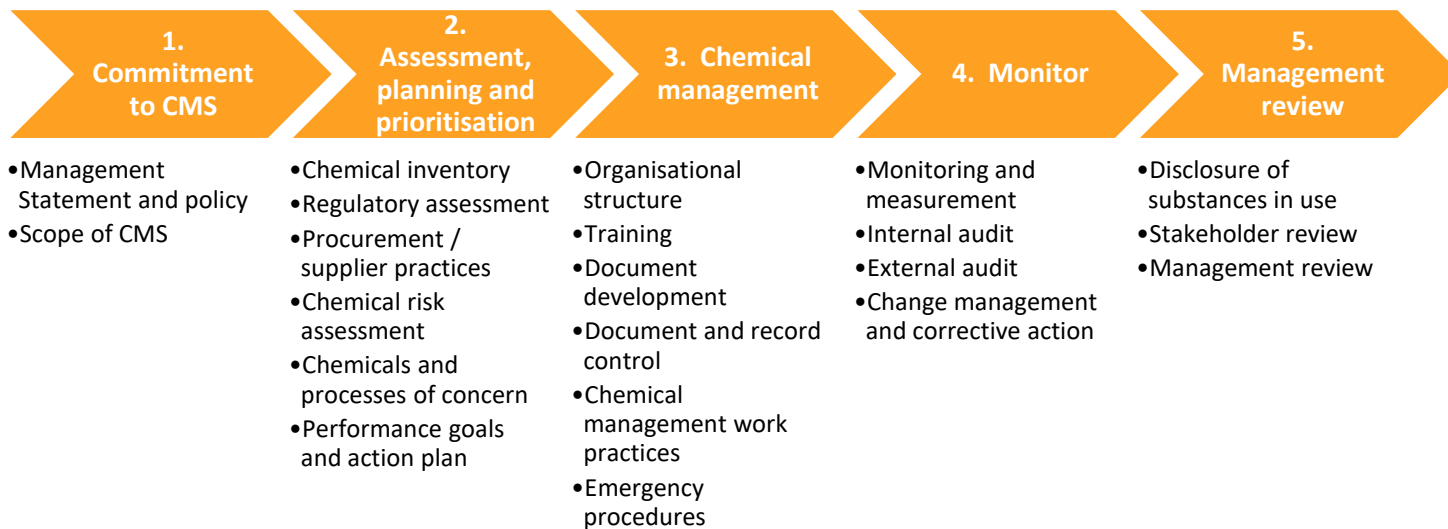 1.
Commitment
to CMS
2.
Assessment,
planning and
prioritisation
3. Chemical
management
4. Monitor
5.
Management
review
•Management
Statement and policy
•Scope of CMS
•Chemical inventory
•Regulatory assessment
•Procurement /
supplier practices
•Chemical risk
assessment
•Chemicals and
processes of concern
•Performance goals
and action plan
•Organisational
structure
•Training
•Document
development
•Document and record
control
•Chemical
management work
practices
•Emergency
procedures
•Monitoring and
measurement
•Internal audit
•External audit
•Change management
and corrective action
•Disclosure of
substances in use
•Stakeholder review
•Management review